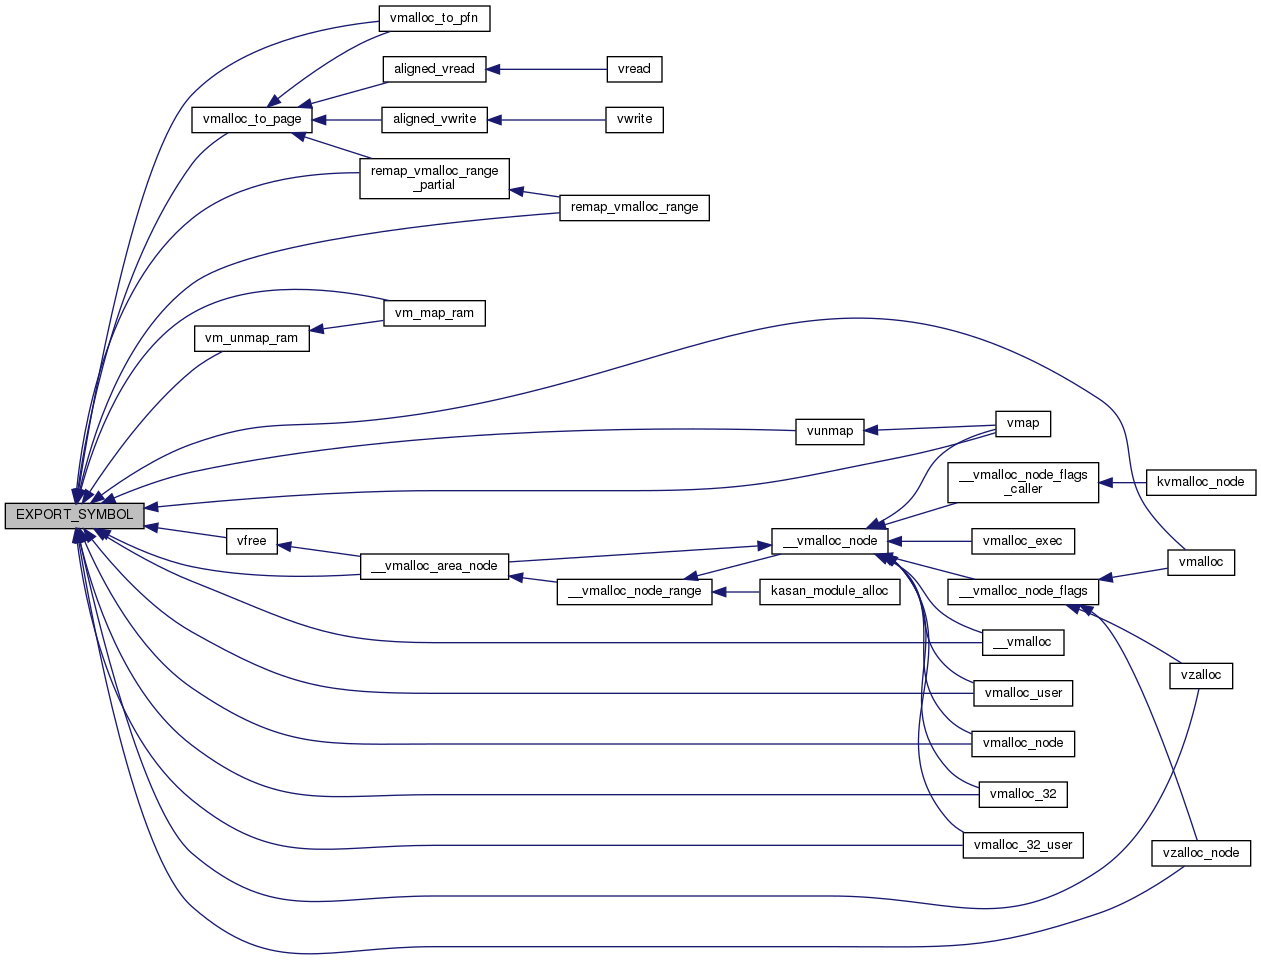 vmalloc_to_pfn
aligned_vread
vread
vmalloc_to_page
aligned_vwrite
vwrite
remap_vmalloc_range
_partial
remap_vmalloc_range
vm_map_ram
vm_unmap_ram
vunmap
vmap
__vmalloc_node_flags
_caller
kvmalloc_node
EXPORT_SYMBOL
vfree
__vmalloc_node
vmalloc_exec
__vmalloc_area_node
vmalloc
__vmalloc_node_range
kasan_module_alloc
__vmalloc_node_flags
__vmalloc
vzalloc
vmalloc_user
vmalloc_node
vmalloc_32
vmalloc_32_user
vzalloc_node